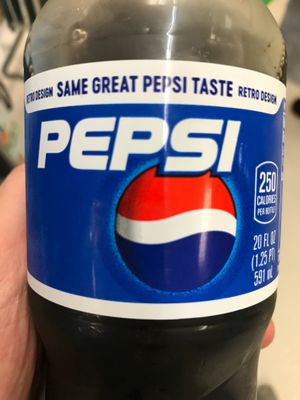 RETRO DESIGN SAME GREAT PEPSI TASTE RETRO DESIGN
PEPSI
250
CALORIES
PER BOTTLE
20 FL OZ
(1.25 PT)
591 mL